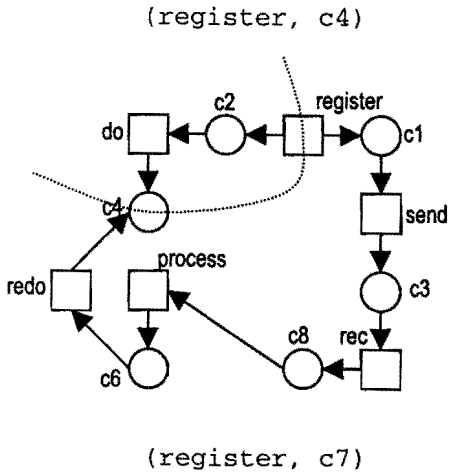 (register, c4)
c2
register
do
c1
c4
send
process
redo
c3
c8
rec
c6
(register, c7)